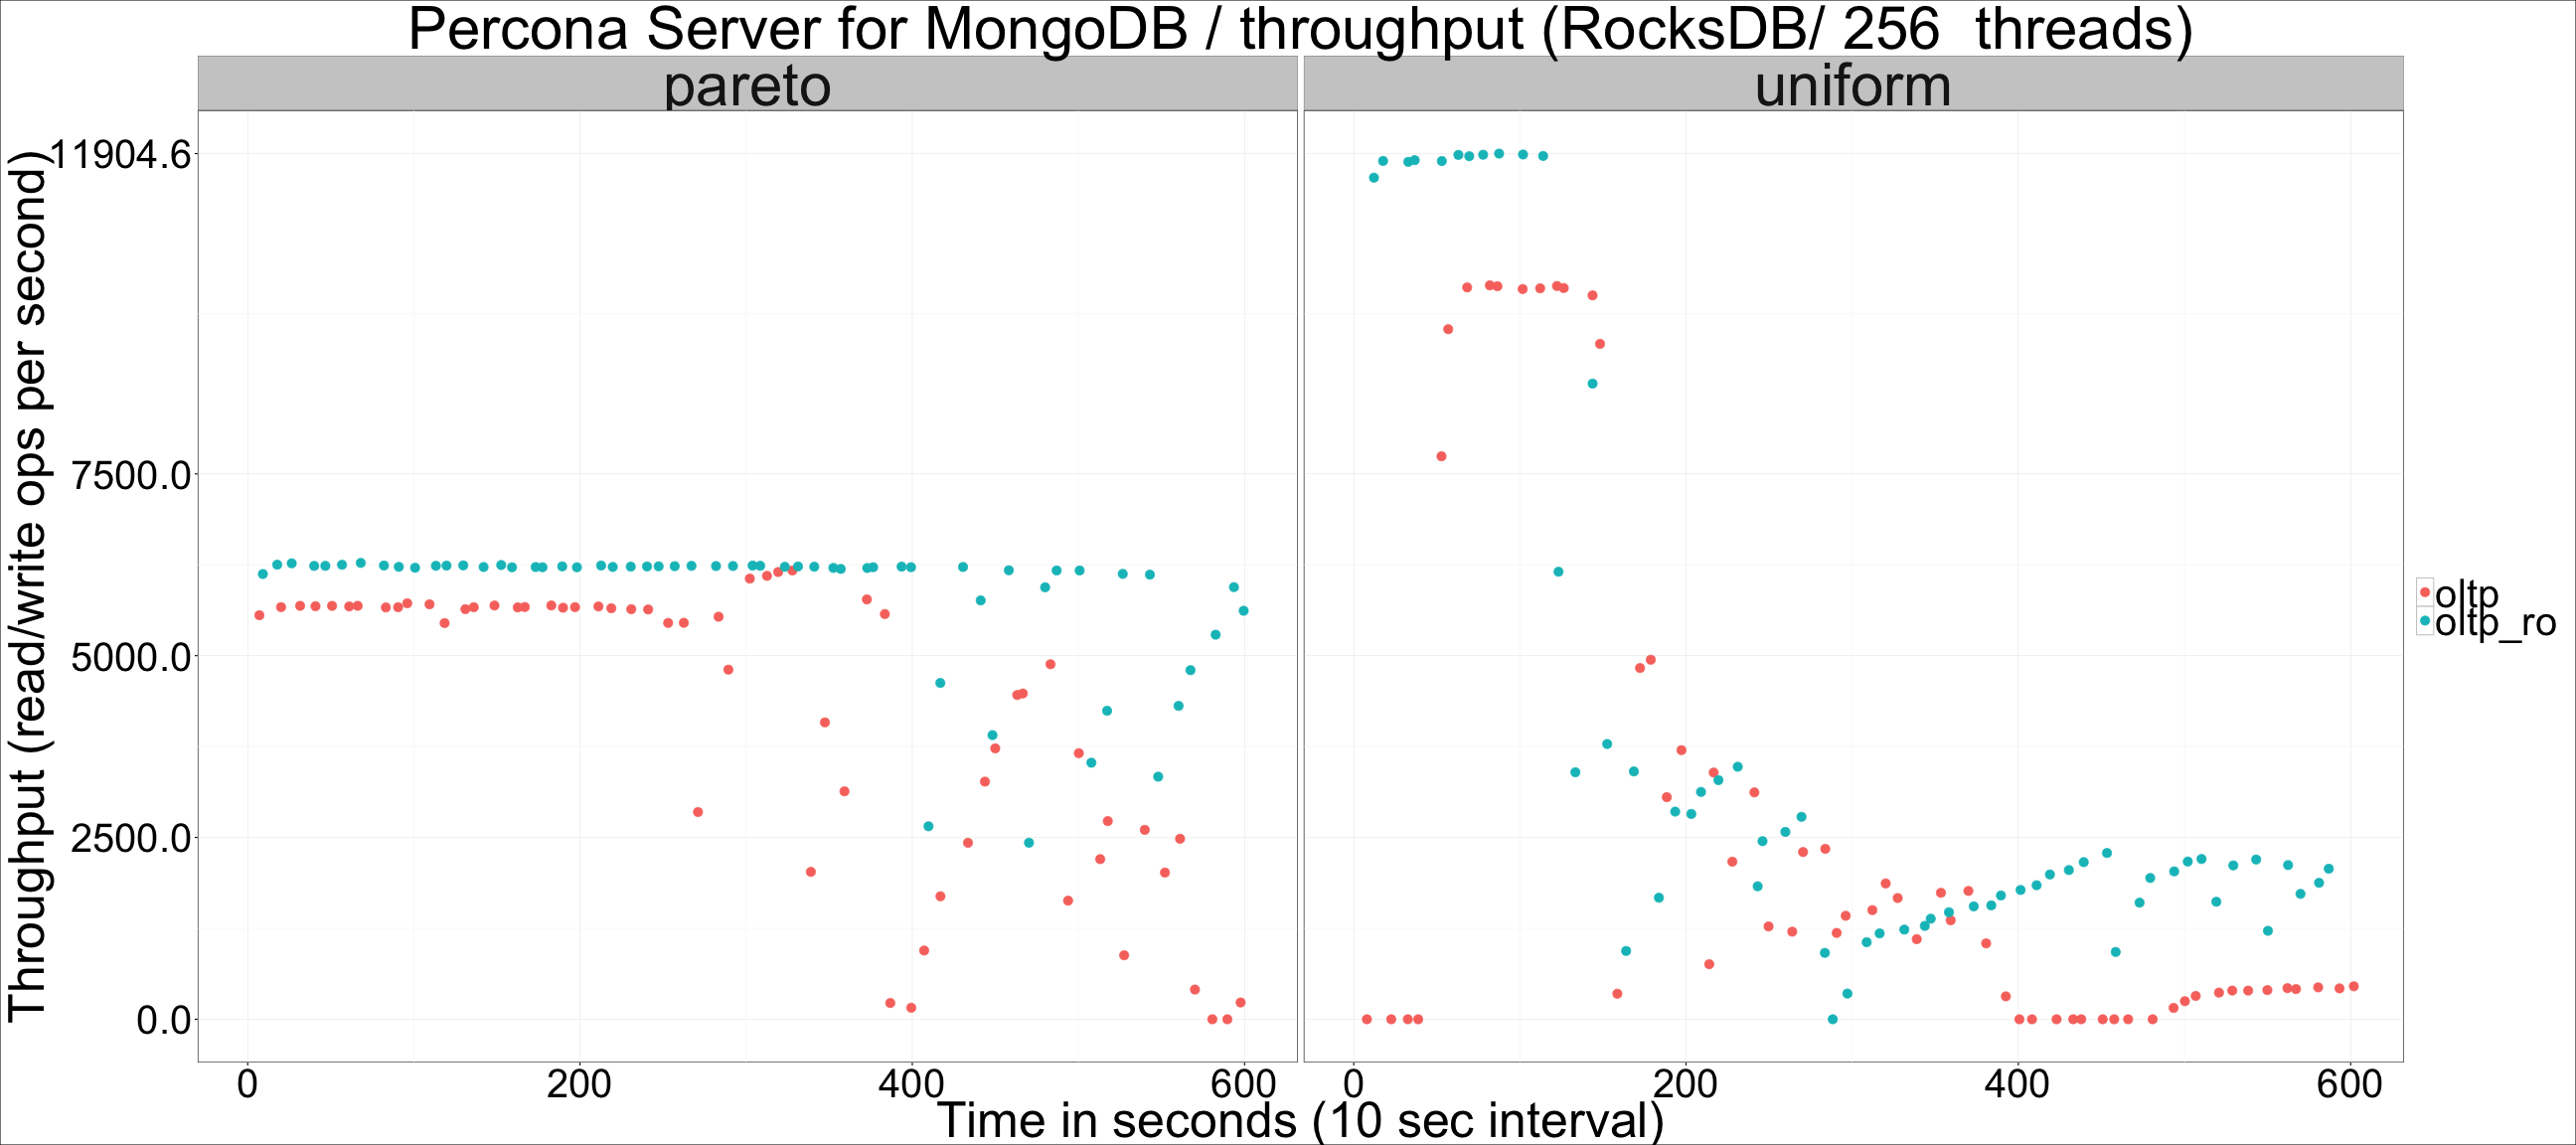 Percona Server for MongoDB / throughput (RocksDB/ 256  threads)
pareto
uniform
Throughput (read/write ops per second)
11904.6
7500.0
5000.0
2500.0
0.0
oltp
oltp_ro
0 200 400 600
0 200 400 600
Time in seconds (10 sec interval)